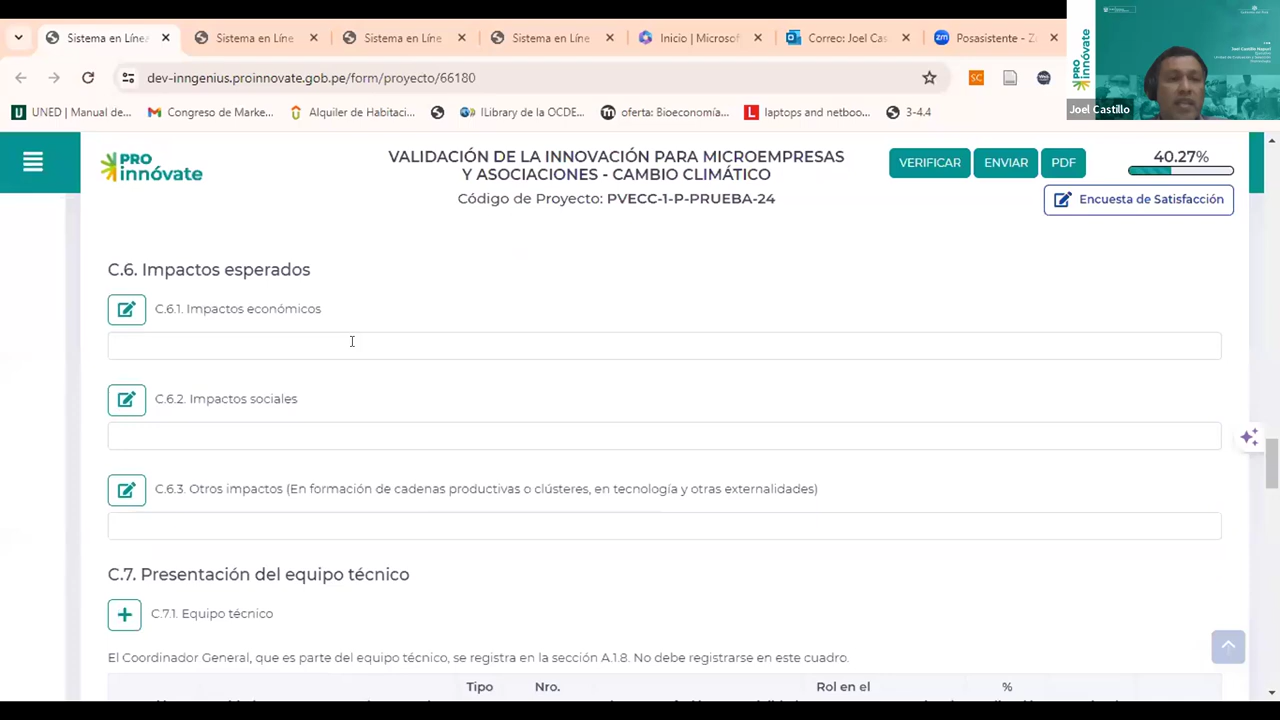 Sistema en Línea
Sistema en Líne
Sistema en Líne
Sistema en Líne
Inicio | Microsof
Correo: Joel Cas
Posasistente - Z
dev-inngenius.proinnovate.gob.pe/form/proyecto/66180
UNED | Manual de...
Congreso de Marke...
Alquiler de Habitaci...
ILibrary de la OCDE...
oferta: Bioeconomía...
laptops and netboo...
3-4.4
PRO
innóvate
Joel Castillo
PRO
innóvate
VALIDACIÓN DE LA INNOVACIÓN PARA MICROEMPRESAS
Y ASOCIACIONES - CAMBIO CLIMÁTICO
Código de Proyecto: PVECC-1-P-PRUEBA-24
VERIFICAR
ENVIAR
PDF
40.27%
Encuesta de Satisfacción
C.6. Impactos esperados
C.6.1. Impactos económicos
C.6.2. Impactos sociales
C.6.3. Otros impactos (En formación de cadenas productivas o clústeres, en tecnología y otras externalidades)
C.7. Presentación del equipo técnico
C.7.1. Equipo técnico
El Coordinador General, que es parte del equipo técnico, se registra en la sección A.1.8. No debe registrarse en este cuadro.
Tipo Nro. Rol en el %